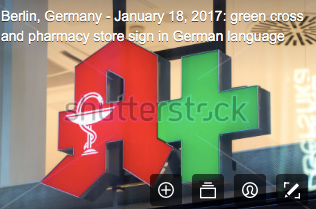 Berlin, Germany - January 18, 2017: green cross
and pharmacy store sign in German language
shutterstock